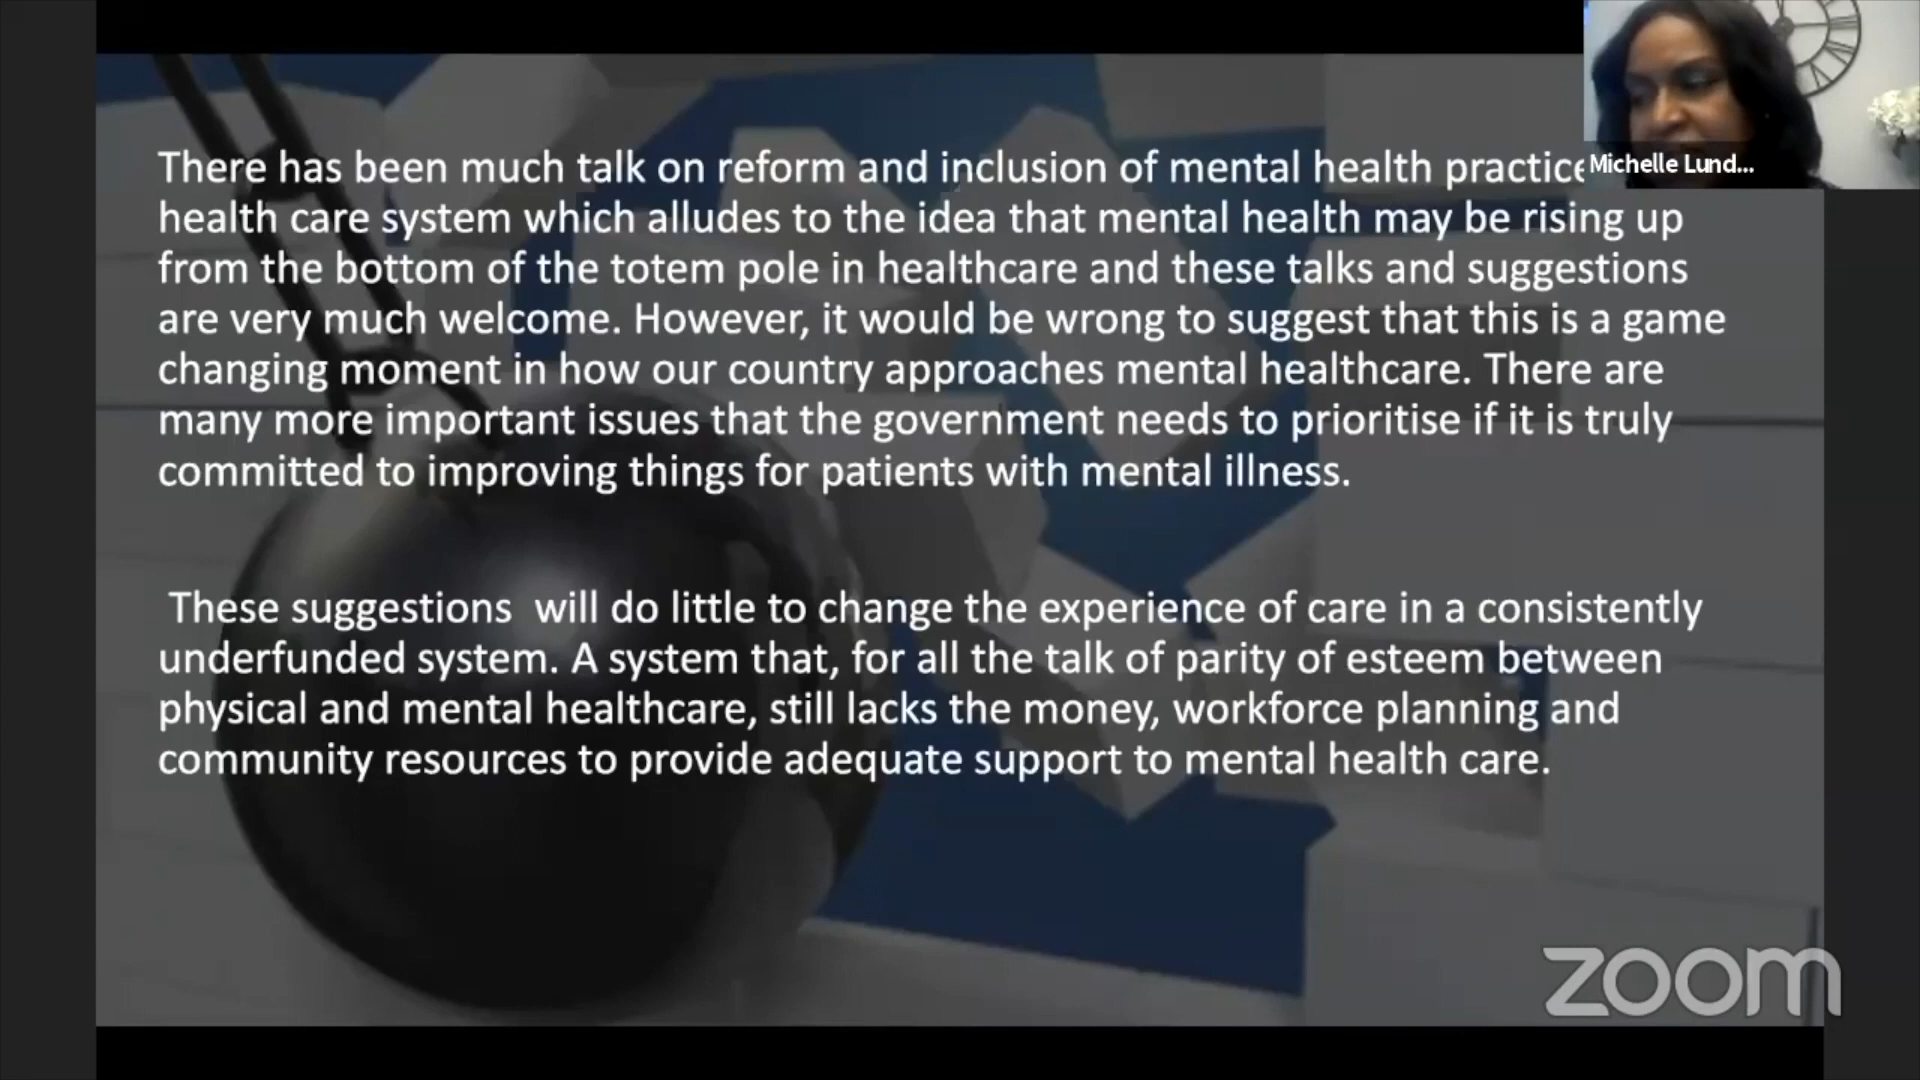 There has been much talk on reform and inclusion of mental health practice
health care system which alludes to the idea that mental health may be rising up
from the bottom of the totem pole in healthcare and these talks and suggestions
are very much welcome. However, it would be wrong to suggest that this is a game
changing moment in how our country approaches mental healthcare. There are
many more important issues that the government needs to prioritise if it is truly
committed to improving things for patients with mental illness.
These suggestions will do little to change the experience of care in a consistently
underfunded system. A system that, for all the talk of parity of esteem between
physical and mental healthcare, still lacks the money, workforce planning and
community resources to provide adequate support to mental health care.
Michelle Lund...
zoom